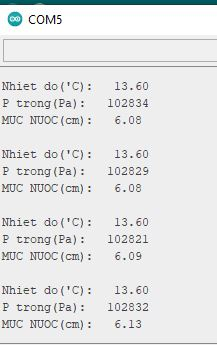 COM5
Nhiet do('C): 13.60
P trong(Pa): 102834
MUC NUOC(cm): 6.08
Nhiet do('C): 13.60
P trong(Pa): 102829
MUC NUOC(cm): 6.08
Nhiet do('C): 13.60
P trong(Pa): 102821
MUC NUOC(cm): 6.09
Nhiet do('C): 13.60
P trong(Pa): 102832
MUC NUOC(cm): 6.13